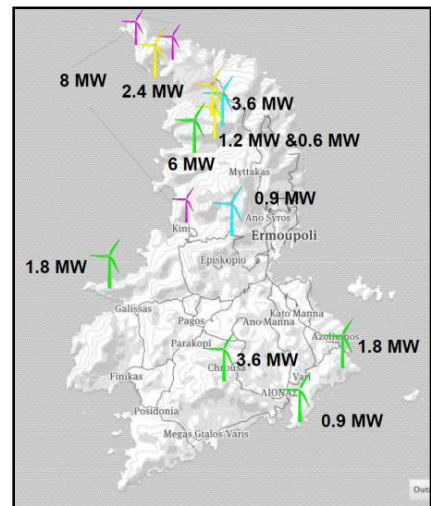 8 MW
2.4 MW
3.6 MW
1.2 MW &0.6 MW
6 MW
Myttakas
0.9 MW
Ano Syros
Kini
Ermoupoli
Episkopio
1.8 MW
Galissas
Pagos
Ano Manna
Kato Manna
Azolimnos
Parakopi
1.8 MW
3.6 MW
Chrousa
Vari
Finikas
ΑΙΟΝΑΣ
Posidonia
0.9 MW
Megas Gialos Varis